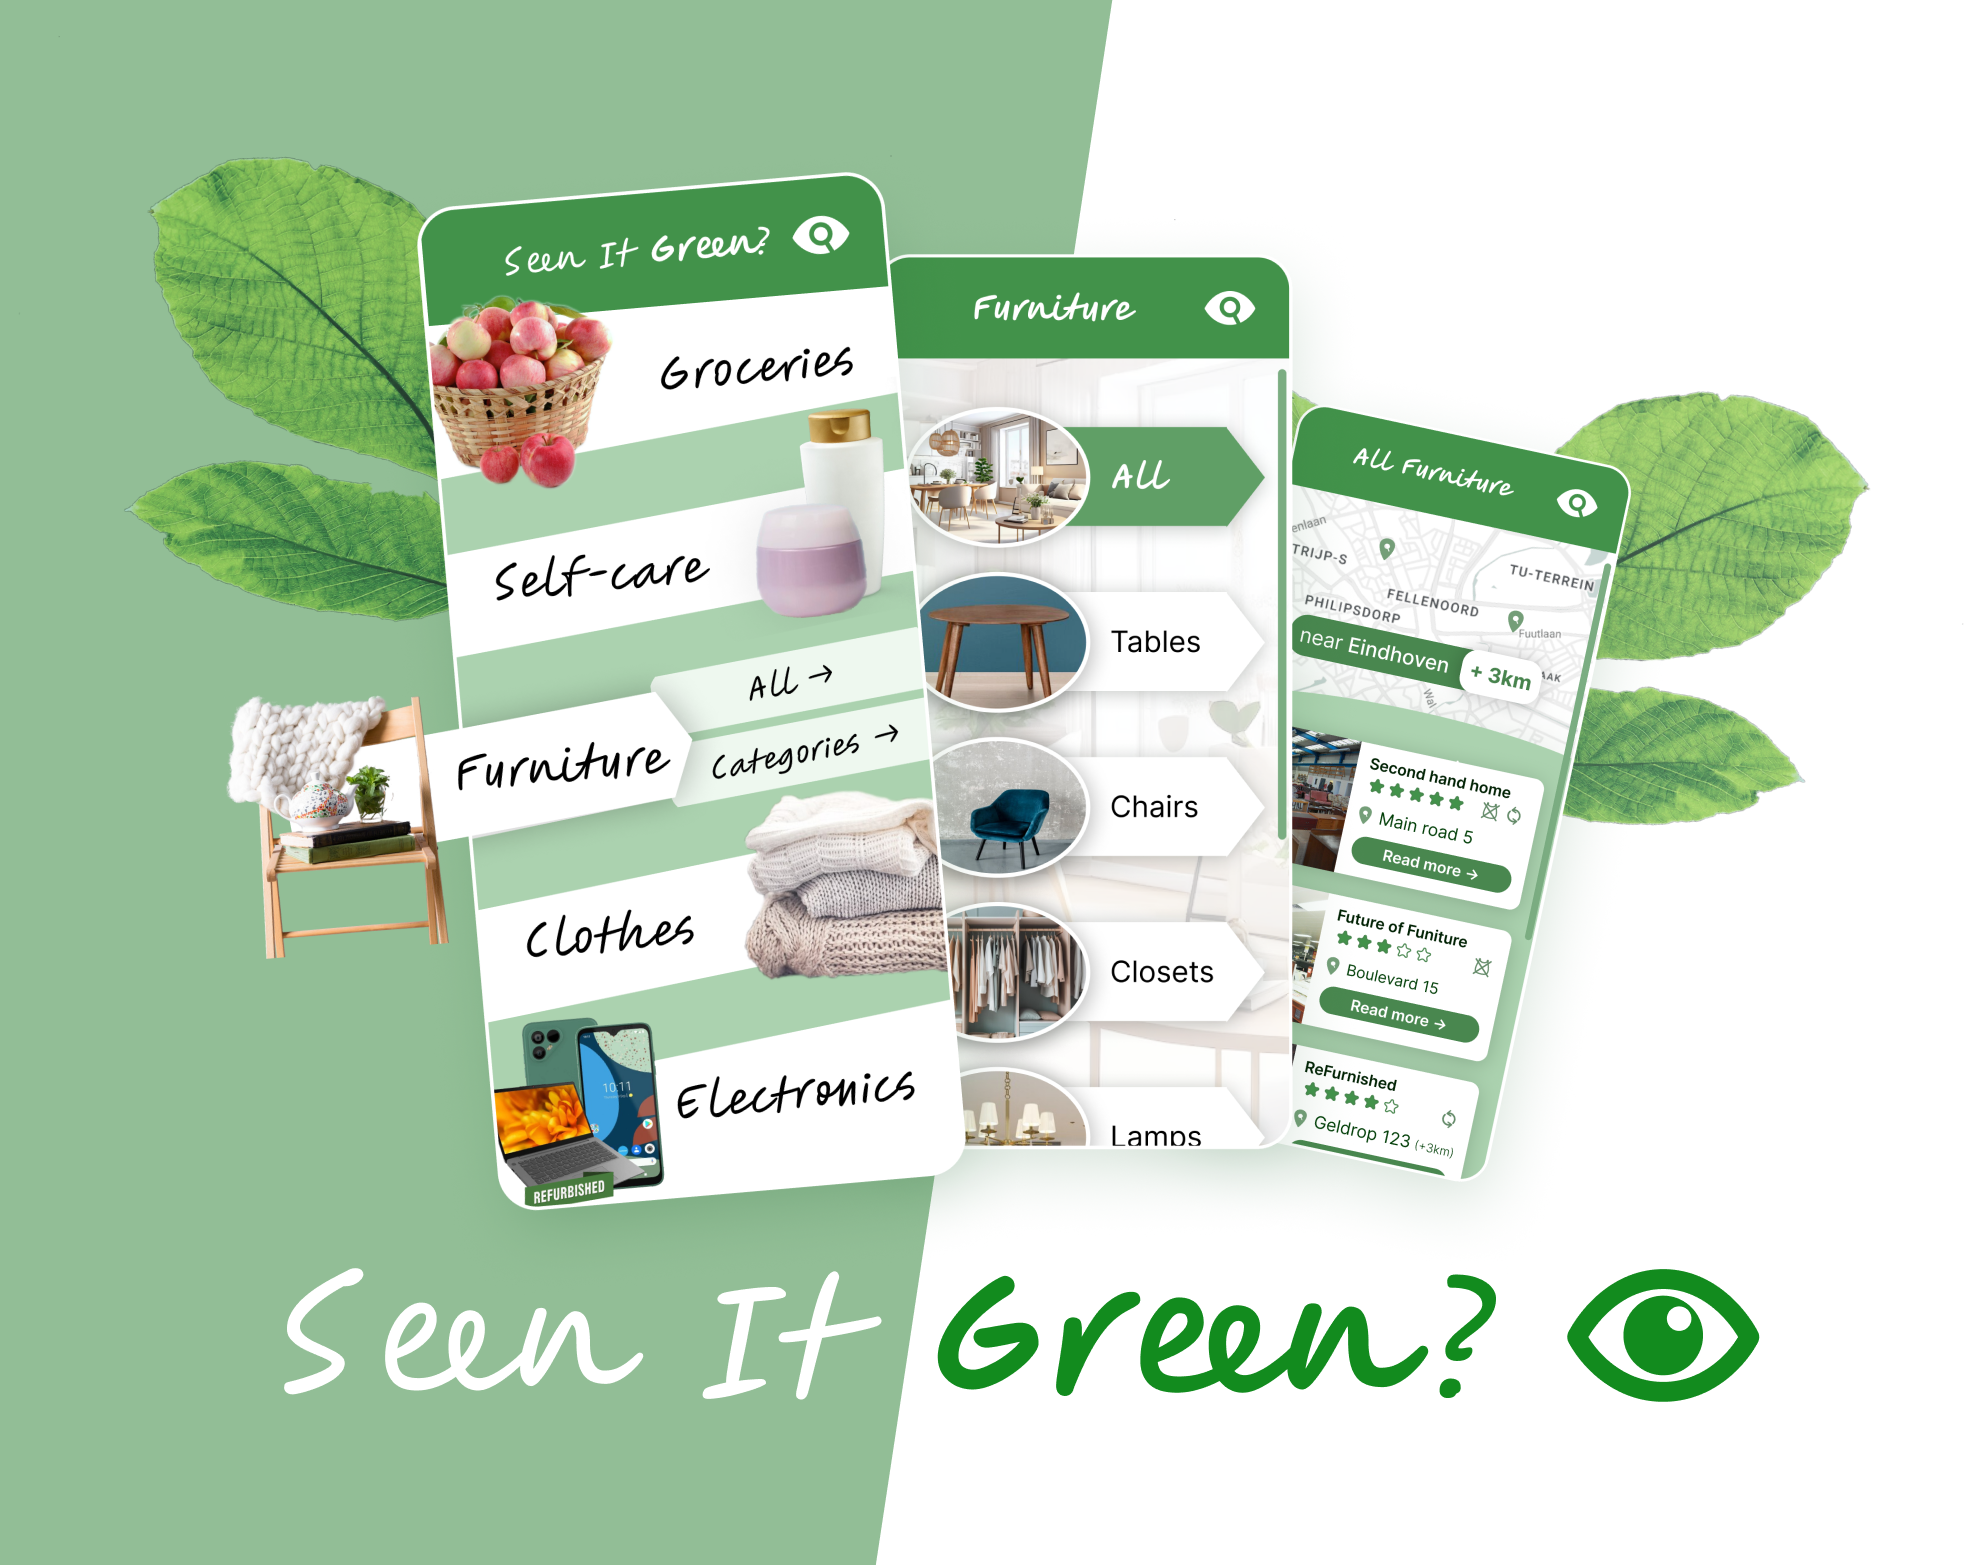 Seen It Green?
Groceries
Self-care
All →
Furniture
Categories →
Clothes
10:11
Electronics
REFURBISHED
Furniture
All
Tables
Chairs
Closets
Lamps
All Furniture
enlaan
TRIJP-S
TU-TERREIN
FELLENOORD
PHILIPSDORP
Fuutlaan
near Eindhoven
+ 3km
AAK
Wal
Second hand home
Main road 5
Read more →
Future of Funiture
Boulevard 15
Read more →
ReFurnished
Geldrop 123 (+3km)
Seen It Green?